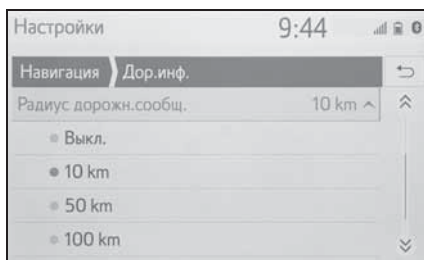 Настройки 9:44
Навигация Дор.инф.
Радиус дорожн.сообщ. 10 km
Выкл.
10 km
50 km
100 km